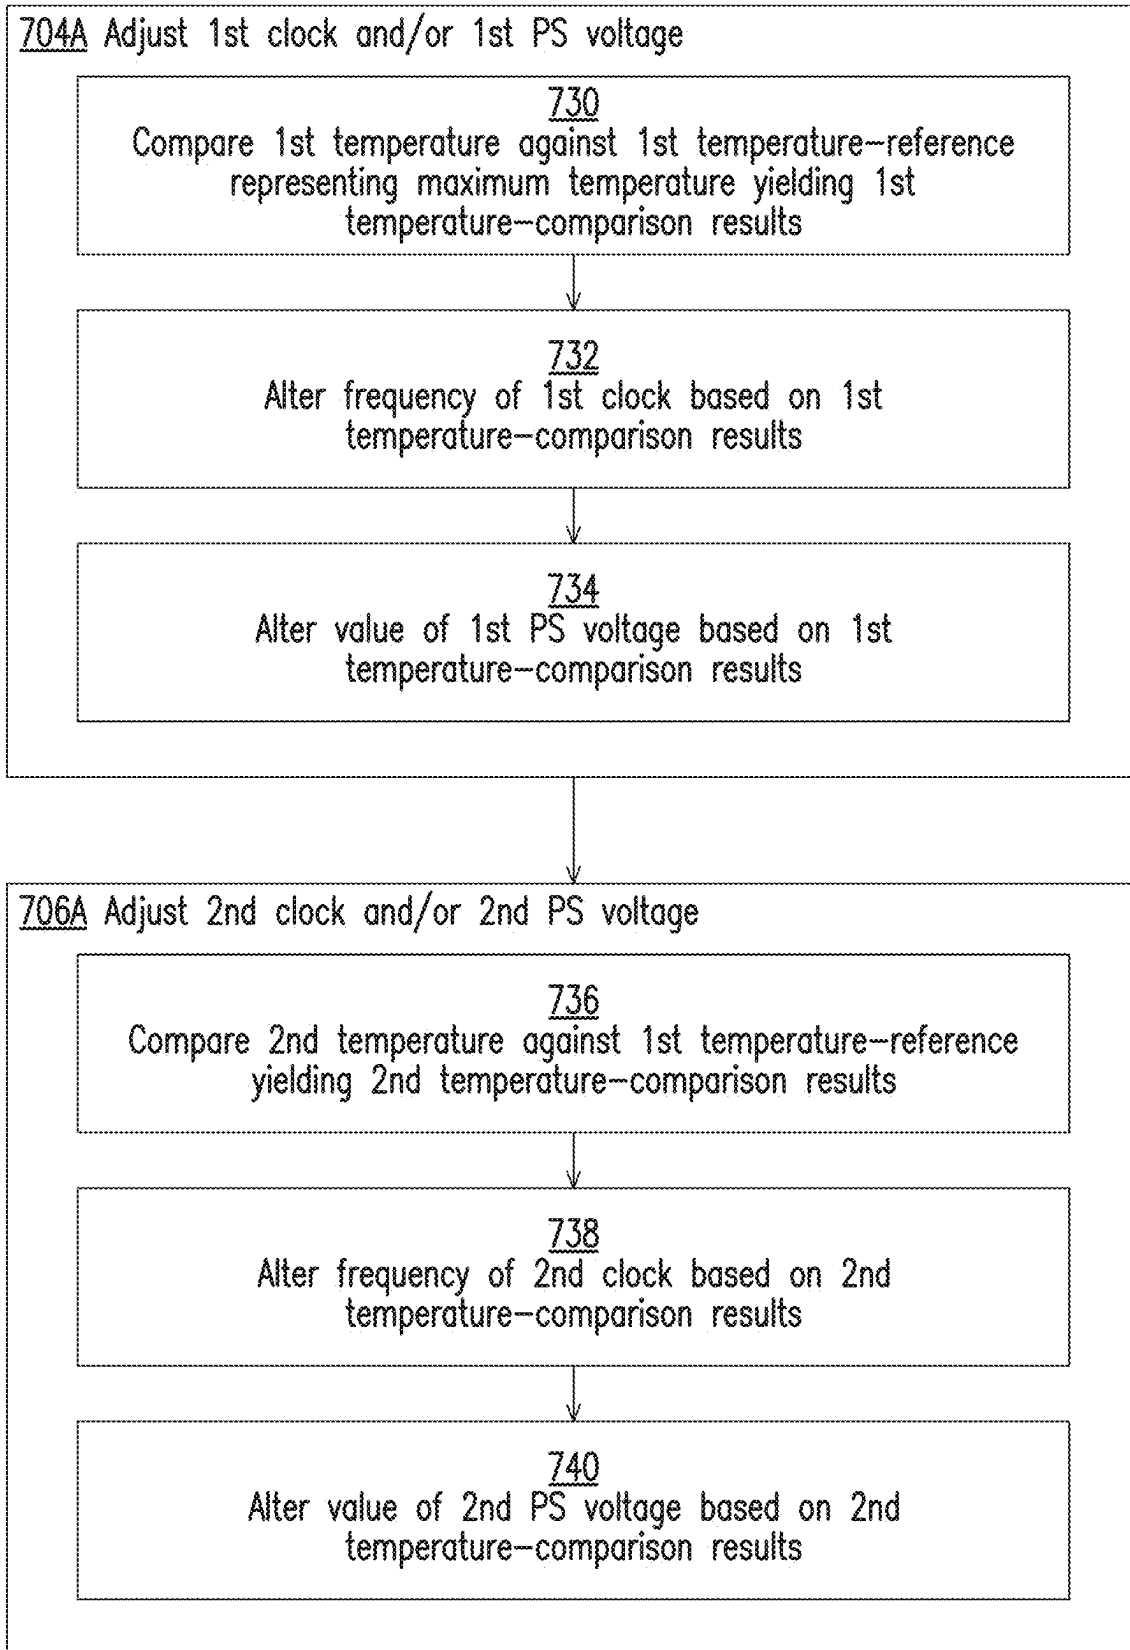 704A Adjust 1st clock and/or 1st PS voltage
730
Compare 1st temperature against 1st temperature-reference
representing maximum temperature yielding 1st
temperature-comparison results
732
Alter frequency of 1st clock based on 1st
temperature-comparison results
734
Alter value of 1st PS voltage based on 1st
temperature-comparison results
706A Adjust 2nd clock and/or 2nd PS voltage
736
Compare 2nd temperature against 1st temperature-reference
yielding 2nd temperature-comparison results
738
Alter frequency of 2nd clock based on 2nd
temperature-comparison results
740
Alter value of 2nd PS voltage based on 2nd
temperature-comparison results